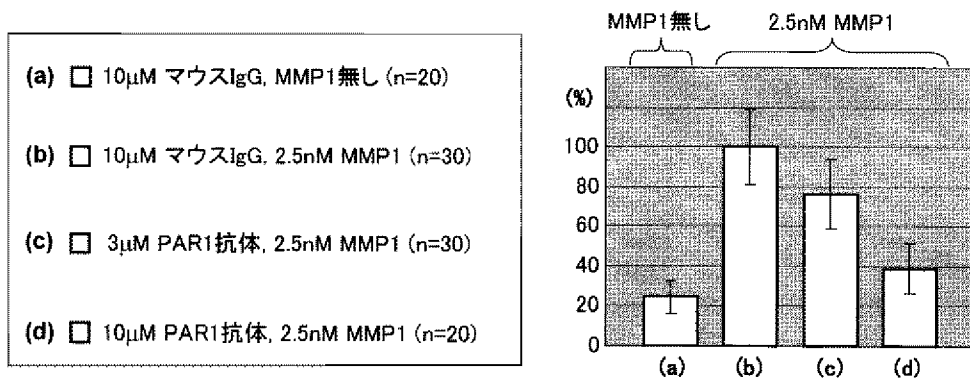 (a) □ 10μM マウスIgG, MMP1無し (n=20)
(b) □ 10μM マウスIgG, 2.5nM MMP1 (n=30)
(c) □ 3μM PAR1抗体, 2.5nM MMP1 (n=30)
(d) □ 10μM PAR1抗体, 2.5nM MMP1 (n=20)
MMP1無し 2.5nM MMP1
(%)
100
80
60
40
20
0
(a) (b) (c) (d)